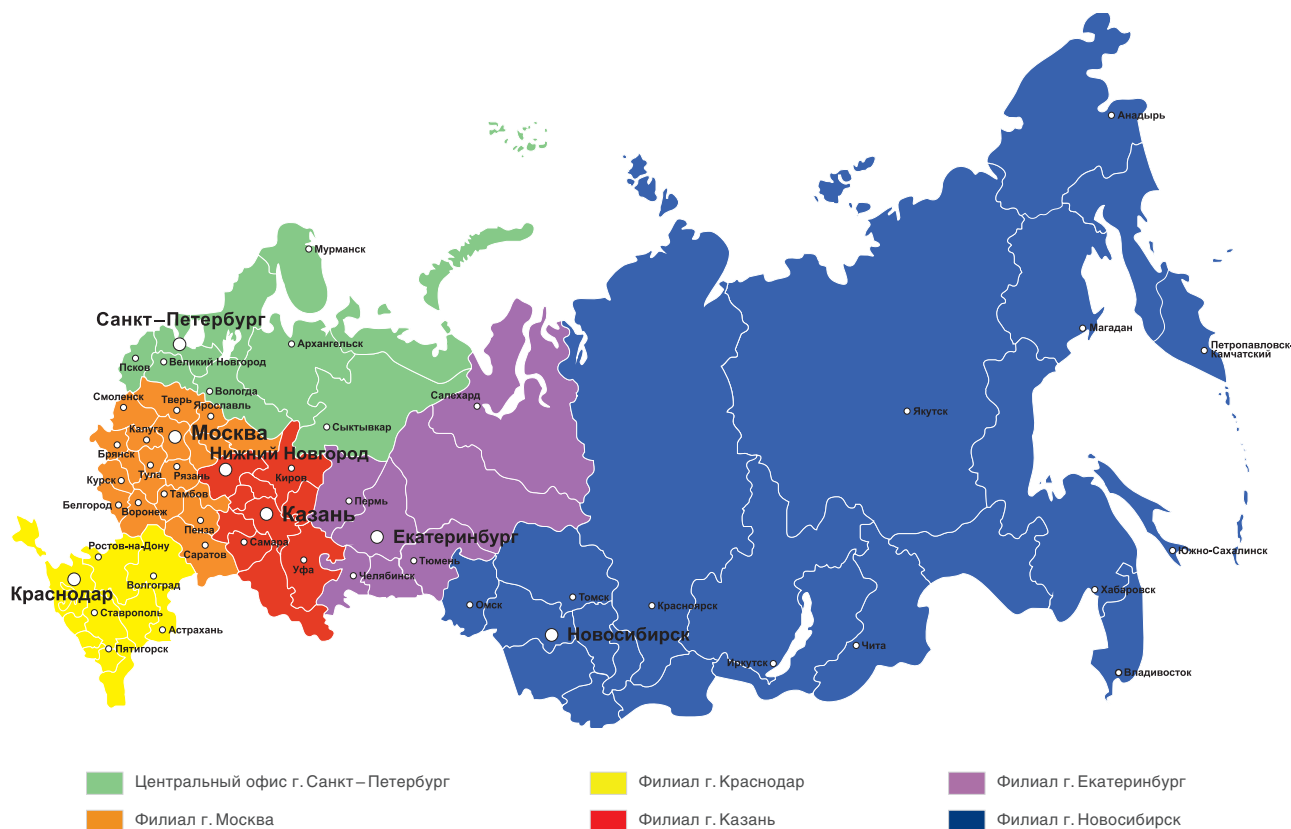 Анадырь
Мурманск
Санкт–Петербург
Магадан
Архангельск
Петропавловск-
Камчатский
Великий Новгород
Псков
Вологда
Салехард
Смоленск
Тверь
Ярославль
Якутск
Сыктывкар
Калуга
Москва
Брянск
Нижний Новгород
Тула
Рязань
Киров
Курск
Тамбов
Пермь
Белгород
Воронеж
Казань
Пенза
Екатеринбург
Самара
Ростов-на-Дону
Саратов
Южно-Сахалинск
Тюмень
Уфа
Челябинск
Волгоград
Хабаровск
Краснодар
Томск
Омск
Красноярск
Ставрополь
Астрахань
Новосибирск
Чита
Пятигорск
Иркутск
Владивосток
Центральный офис г. Санкт–Петербург
Филиал г. Краснодар
Филиал г. Екатеринбург
Филиал г. Москва
Филиал г. Казань
Филиал г. Новосибирск